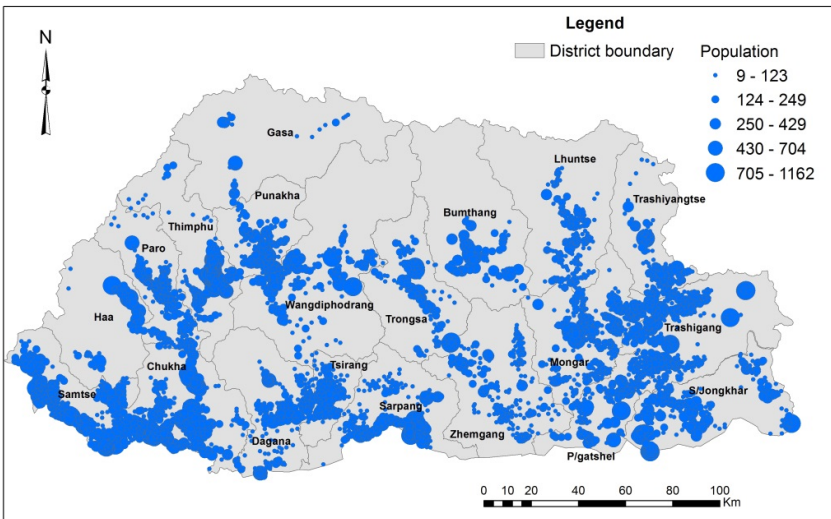 Legend
N
District boundary
Population
9 - 123
124 - 249
250 - 429
430 - 704
705 - 1162
Gasa
Lhuntse
Punakha
Trashiyangtse
Bumthang
Thimphu
Paro
Wangdiphodrang
Haa
Trongsa
Trashigang
Chukha
Tsirang
Mongar
Samtse
S/Jongkhar
Sarpang
Zhemgang
Dagana
P/gatshel
0 20 40 60 80 100
Km